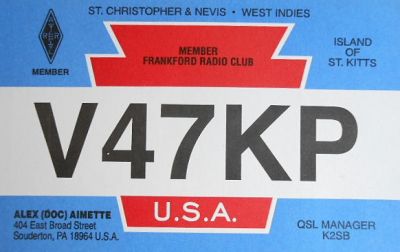 ST. CHRISTOPHER & NEVIS • WEST INDIES
ARRL
MEMBER
MEMBER
FRANKFORD RADIO CLUB
ISLAND
OF
ST. KITTS
V47KP
ALEX (DOC) AIMETTE
404 East Broad Street
Souderton, PA 18964 U.S.A.
U.S.A.
QSL MANAGER
K2SB